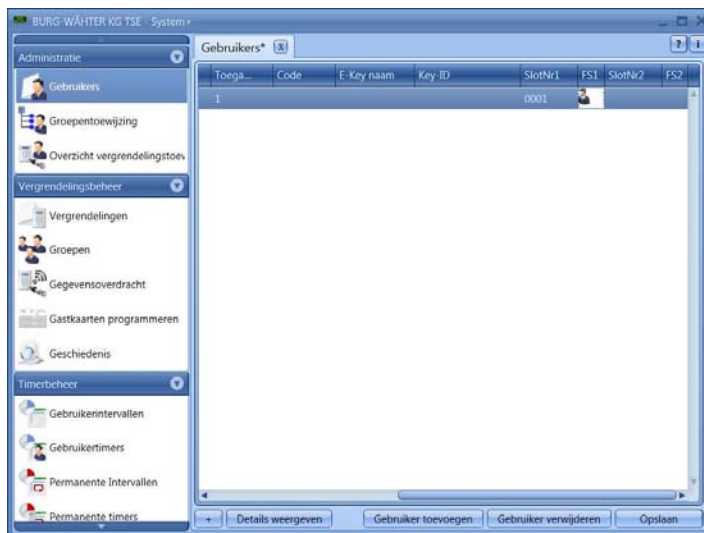 BURG-WÄHTER KG TSE - System+
Administratie
Gebruikers
Groepentoewijzing
Overzicht vergrendelingstoew
Vergrendelingsbeheer
Vergrendelingen
Groepen
Gegevensoverdracht
Gastkaarten programmeren
Geschiedenis
Timerbeheer
Gebruikerintervallen
Gebruikertimers
Permanente Intervallen
Permanente timers
Gebruikers* x
? i
Toega... Code E-Key naam Key-ID SlotNr1 FS1 SlotNr2 FS2
1 0001
+ Details weergeven Gebruiker toevoegen Gebruiker verwijderen Opslaan